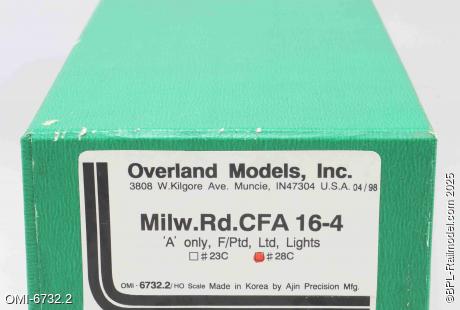 Overland Models, Inc.
3808 W.Kilgore Ave. Muncie, IN47304 U.S.A. 04/98
Milw.Rd.CFA 16-4
'A' only, F/Ptd, Ltd, Lights
#23C #28C
OMI-6732.2/HO Scale Made in Korea by Ajin Precision Mfg.
OMI-6732.2
©BPL-Railmodel.com 2025